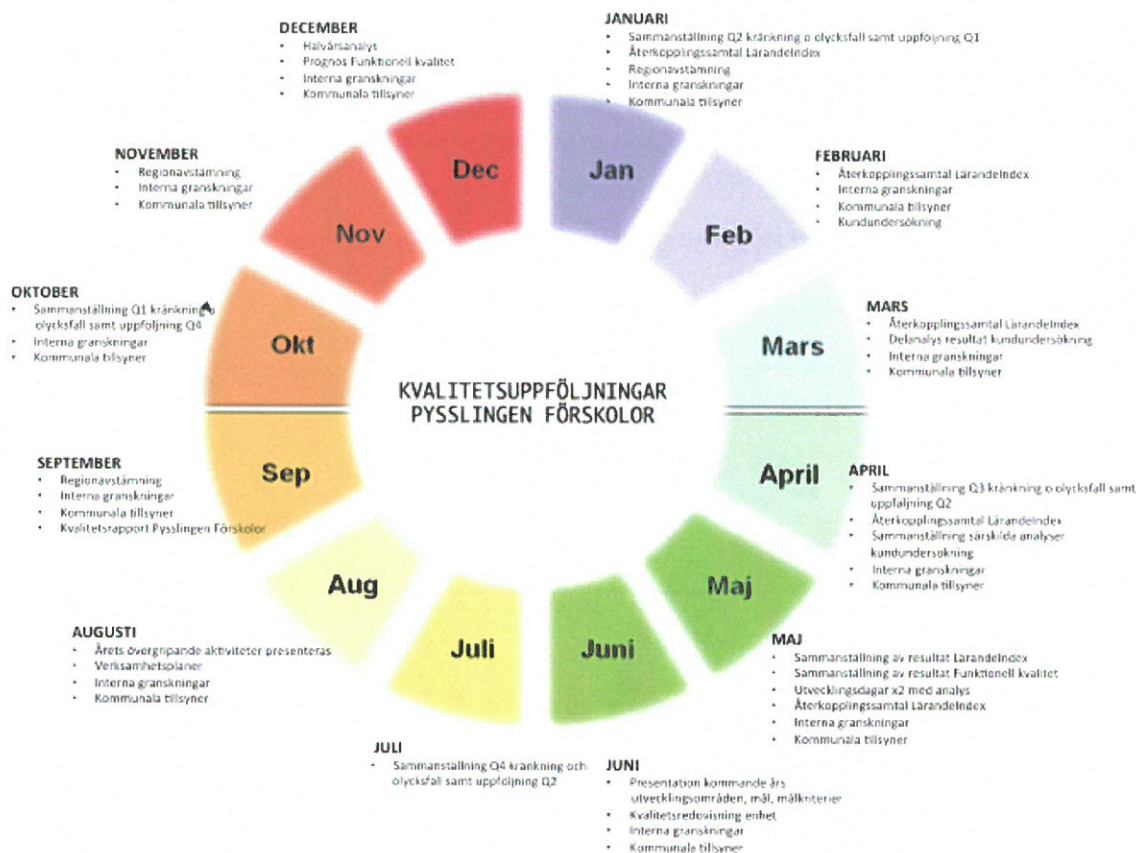 JANUARI
• Sammanställning Q2 kränkning o olycksfall samt uppföljning Q1
• Återkopplingssamtal LärandeIndex
• Regionavstämning
• Interna granskningar
• Kommunala tillsyner
FEBRUARI
• Återkopplingssamtal LärandeIndex
• Interna granskningar
• Kommunala tillsyner
• Kundundersökning
MARS
• Återkopplingssamtal LärandeIndex
• Delanalys resultat kundundersökning
• Interna granskningar
• Kommunala tillsyner
APRIL
• Sammanställning Q3 kränkning o olycksfall samt
uppföljning Q2
• Återkopplingssamtal LärandeIndex
• Sammanställning särskilda analyser
kundundersökning
• Interna granskningar
• Kommunala tillsyner
MAJ
• Sammanställning av resultat LärandeIndex
• Sammanställning av resultat Funktionell kvalitet
• Utvecklingsdagar x2 med analys
• Återkopplingssamtal LärandeIndex
• Interna granskningar
• Kommunala tillsyner
JUNI
• Presentation kommande års
utvecklingsområden, mål, målkriterier
• Kvalitetsredovisning enhet
• Interna granskningar
• Kommunala tillsyner
JULI
• Sammanställning Q4 kränkning och
olycksfall samt uppföljning Q2
AUGUSTI
• Årets övergripande aktiviteter presenteras
• Verksamhetsplaner
• Interna granskningar
• Kommunala tillsyner
SEPTEMBER
• Regionavstämning
• Interna granskningar
• Kommunala tillsyner
• Kvalitetsrapport Pysslingen Förskolor
OKTOBER
• Sammanställning Q1 kränkning o
olycksfall samt uppföljning Q4
• Interna granskningar
• Kommunala tillsyner
NOVEMBER
• Regionavstämning
• Interna granskningar
• Kommunala tillsyner
DECEMBER
• Halvårsanalys
• Prognos Funktionell kvalitet
• Interna granskningar
• Kommunala tillsyner
Jan
Feb
Mars
April
Maj
Juni
Juli
Aug
Sep
Okt
Nov
Dec
KVALITETSUPPFÖLJNINGAR
PYSSLINGEN FÖRSKOLOR